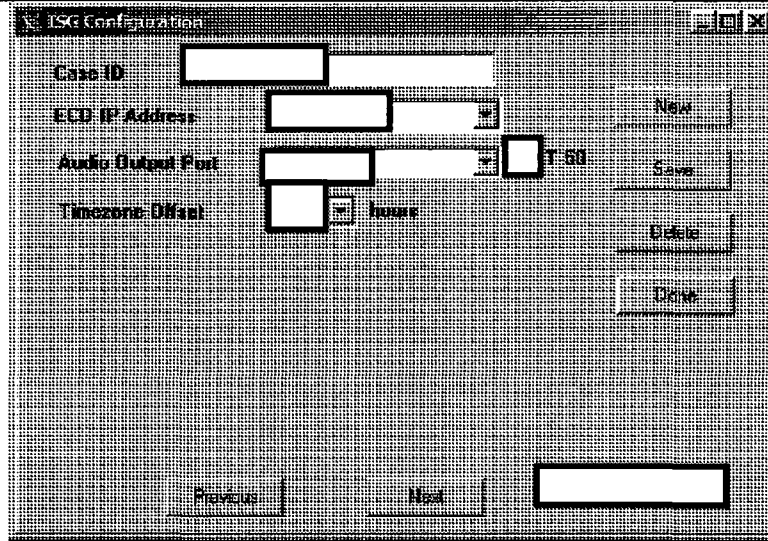 ISG Configuration
Case ID
ECD IP Address
New
Audio Output Port
T 50
Save
Timezone Offset
hours
Delete
Done
Previous
Next